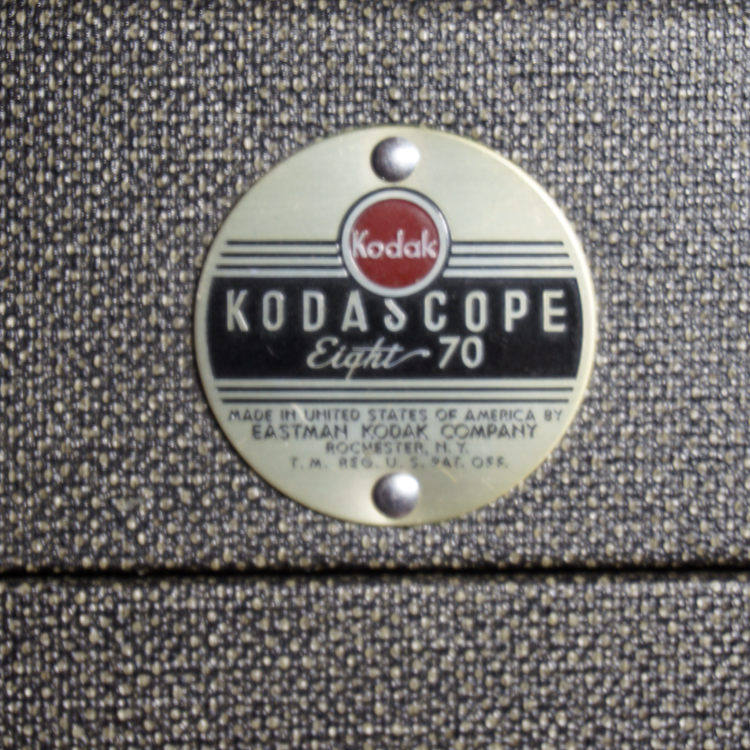 Kodak
KODASCOPE
Eight 70
MADE IN UNITED STATES OF AMERICA BY
EASTMAN KODAK COMPANY
ROCHESTER, N.Y.
T. M. REG. U. S. PAT. OFF.